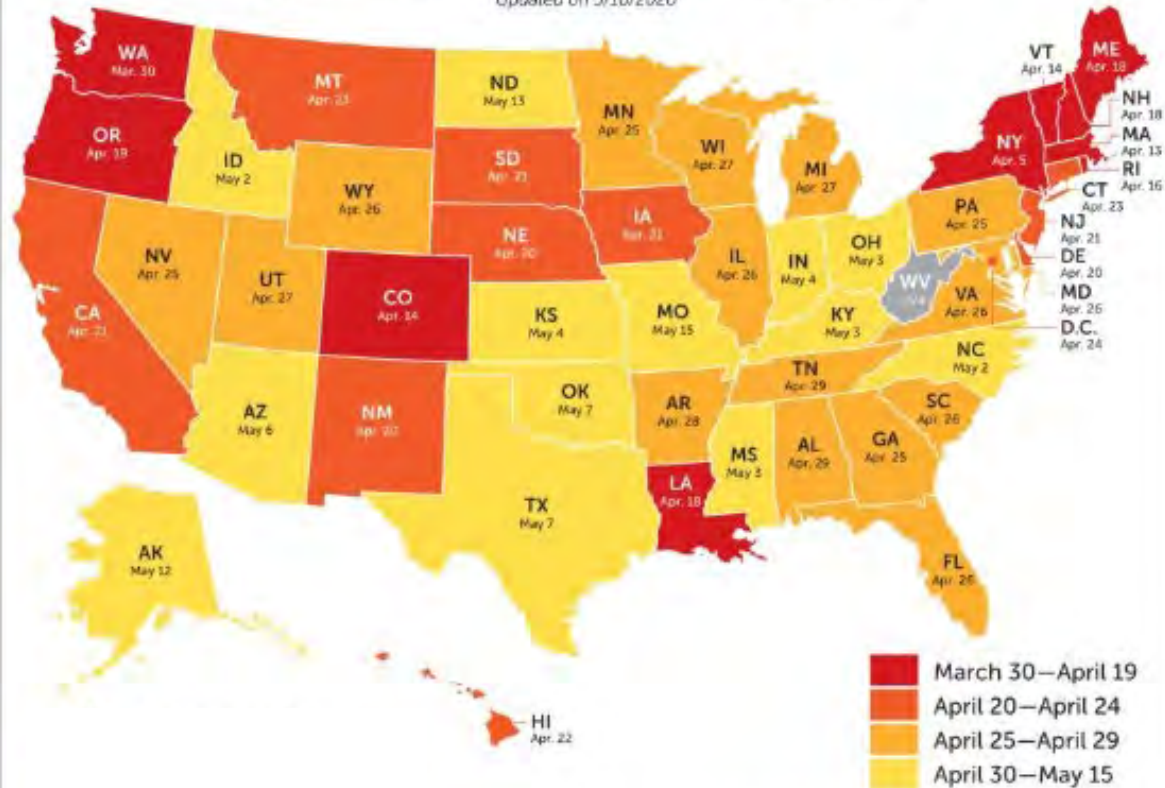 Updated on 3/18/2020
WA
Mar. 30
MT
Apr. 23
ND
May 13
MN
Apr. 25
VT
Apr. 14
ME
Apr. 18
NH
Apr. 18
MA
Apr. 13
RI
Apr. 16
CT
Apr. 23
NJ
Apr. 21
DE
Apr. 20
MD
Apr. 26
D.C.
Apr. 24
OR
Apr. 19
ID
May 2
WY
Apr. 26
SD
Apr. 21
WI
Apr. 27
MI
Apr. 27
NY
Apr. 5
PA
Apr. 25
NV
Apr. 25
UT
Apr. 27
CO
Apr. 14
NE
Apr. 20
IA
Apr. 21
IL
Apr. 26
IN
May 4
OH
May 3
WV
VA
Apr. 26
CA
Apr. 21
KS
May 4
MO
May 15
KY
May 3
NC
May 2
TN
Apr. 29
SC
Apr. 26
AZ
May 6
NM
OK
May 7
AR
Apr. 28
MS
May 3
AL
Apr. 29
GA
Apr. 25
TX
May 7
LA
Apr. 18
FL
Apr. 26
AK
May 12
HI
Apr. 22
March 30—April 19
April 20—April 24
April 25—April 29
April 30—May 15